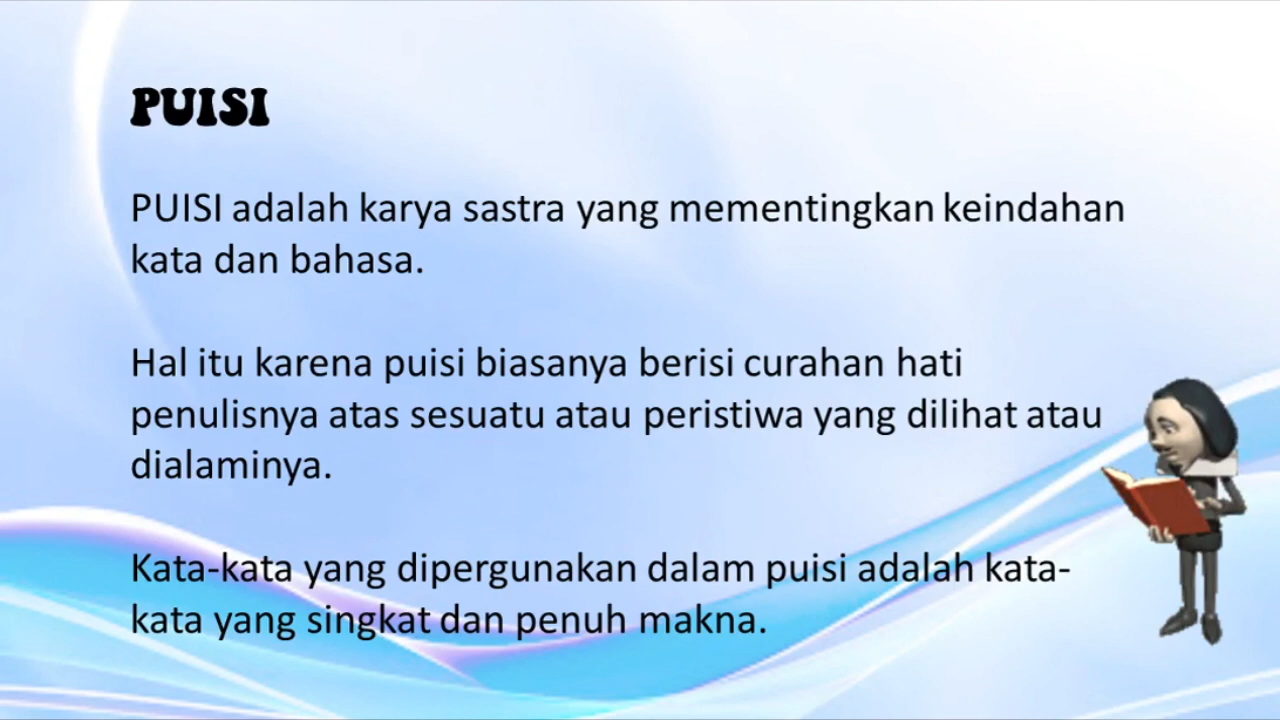 PUISI
PUISI adalah karya sastra yang mementingkan keindahan
kata dan bahasa.
Hal itu karena puisi biasanya berisi curahan hati
penulisnya atas sesuatu atau peristiwa yang dilihat atau
dialaminya.
Kata-kata yang dipergunakan dalam puisi adalah kata-
kata yang singkat dan penuh makna.